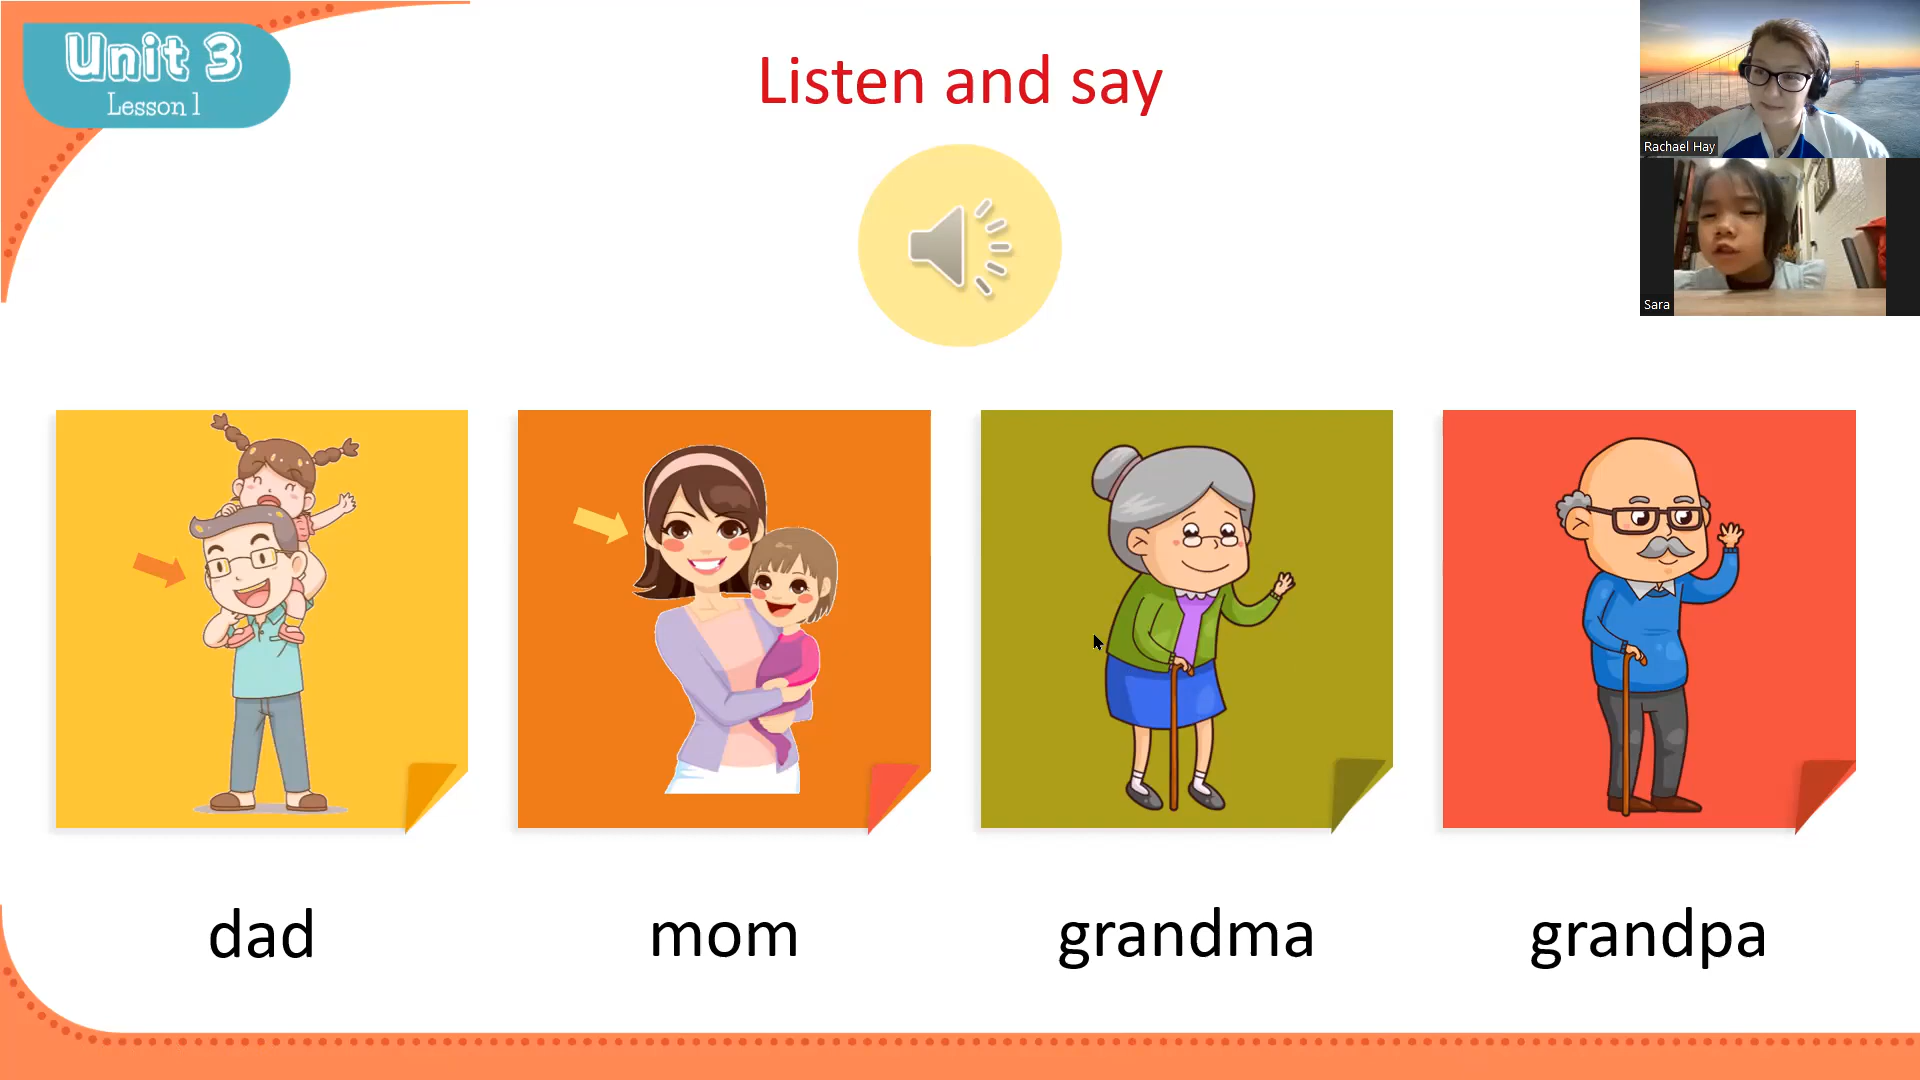 Unit 3
Lesson 1
Listen and say
Rachael Hay
Sara
dad
mom
grandma
grandpa